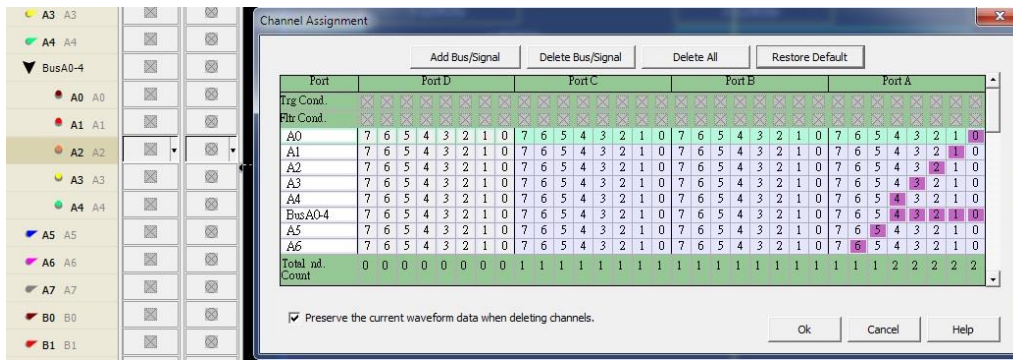 A3 A3
A4 A4
BusA0-4
A0 A0
A1 A1
A2 A2
A3 A3
A4 A4
A5 A5
A6 A6
A7 A7
B0 B0
B1 B1
Channel Assignment
Add Bus/Signal Delete Bus/Signal Delete All Restore Default
Port Port D Port C Port B Port A
Trg Cond.
Fltr Cond.
A0 7 6 5 4 3 2 1 0 7 6 5 4 3 2 1 0 7 6 5 4 3 2 1 0 7 6 5 4 3 2 1 0
A1 7 6 5 4 3 2 1 0 7 6 5 4 3 2 1 0 7 6 5 4 3 2 1 0 7 6 5 4 3 2 1 0
A2 7 6 5 4 3 2 1 0 7 6 5 4 3 2 1 0 7 6 5 4 3 2 1 0 7 6 5 4 3 2 1 0
A3 7 6 5 4 3 2 1 0 7 6 5 4 3 2 1 0 7 6 5 4 3 2 1 0 7 6 5 4 3 2 1 0
A4 7 6 5 4 3 2 1 0 7 6 5 4 3 2 1 0 7 6 5 4 3 2 1 0 7 6 5 4 3 2 1 0
BusA0-4 7 6 5 4 3 2 1 0 7 6 5 4 3 2 1 0 7 6 5 4 3 2 1 0 7 6 5 4 3 2 1 0
A5 7 6 5 4 3 2 1 0 7 6 5 4 3 2 1 0 7 6 5 4 3 2 1 0 7 6 5 4 3 2 1 0
A6 7 6 5 4 3 2 1 0 7 6 5 4 3 2 1 0 7 6 5 4 3 2 1 0 7 6 5 4 3 2 1 0
Total nd. 0 0 0 0 0 0 0 0 1 1 1 1 1 1 1 1 1 1 1 1 1 1 1 1 1 1 1 2 2 2 2 2
Count
Preserve the current waveform data when deleting channels.
Ok Cancel Help